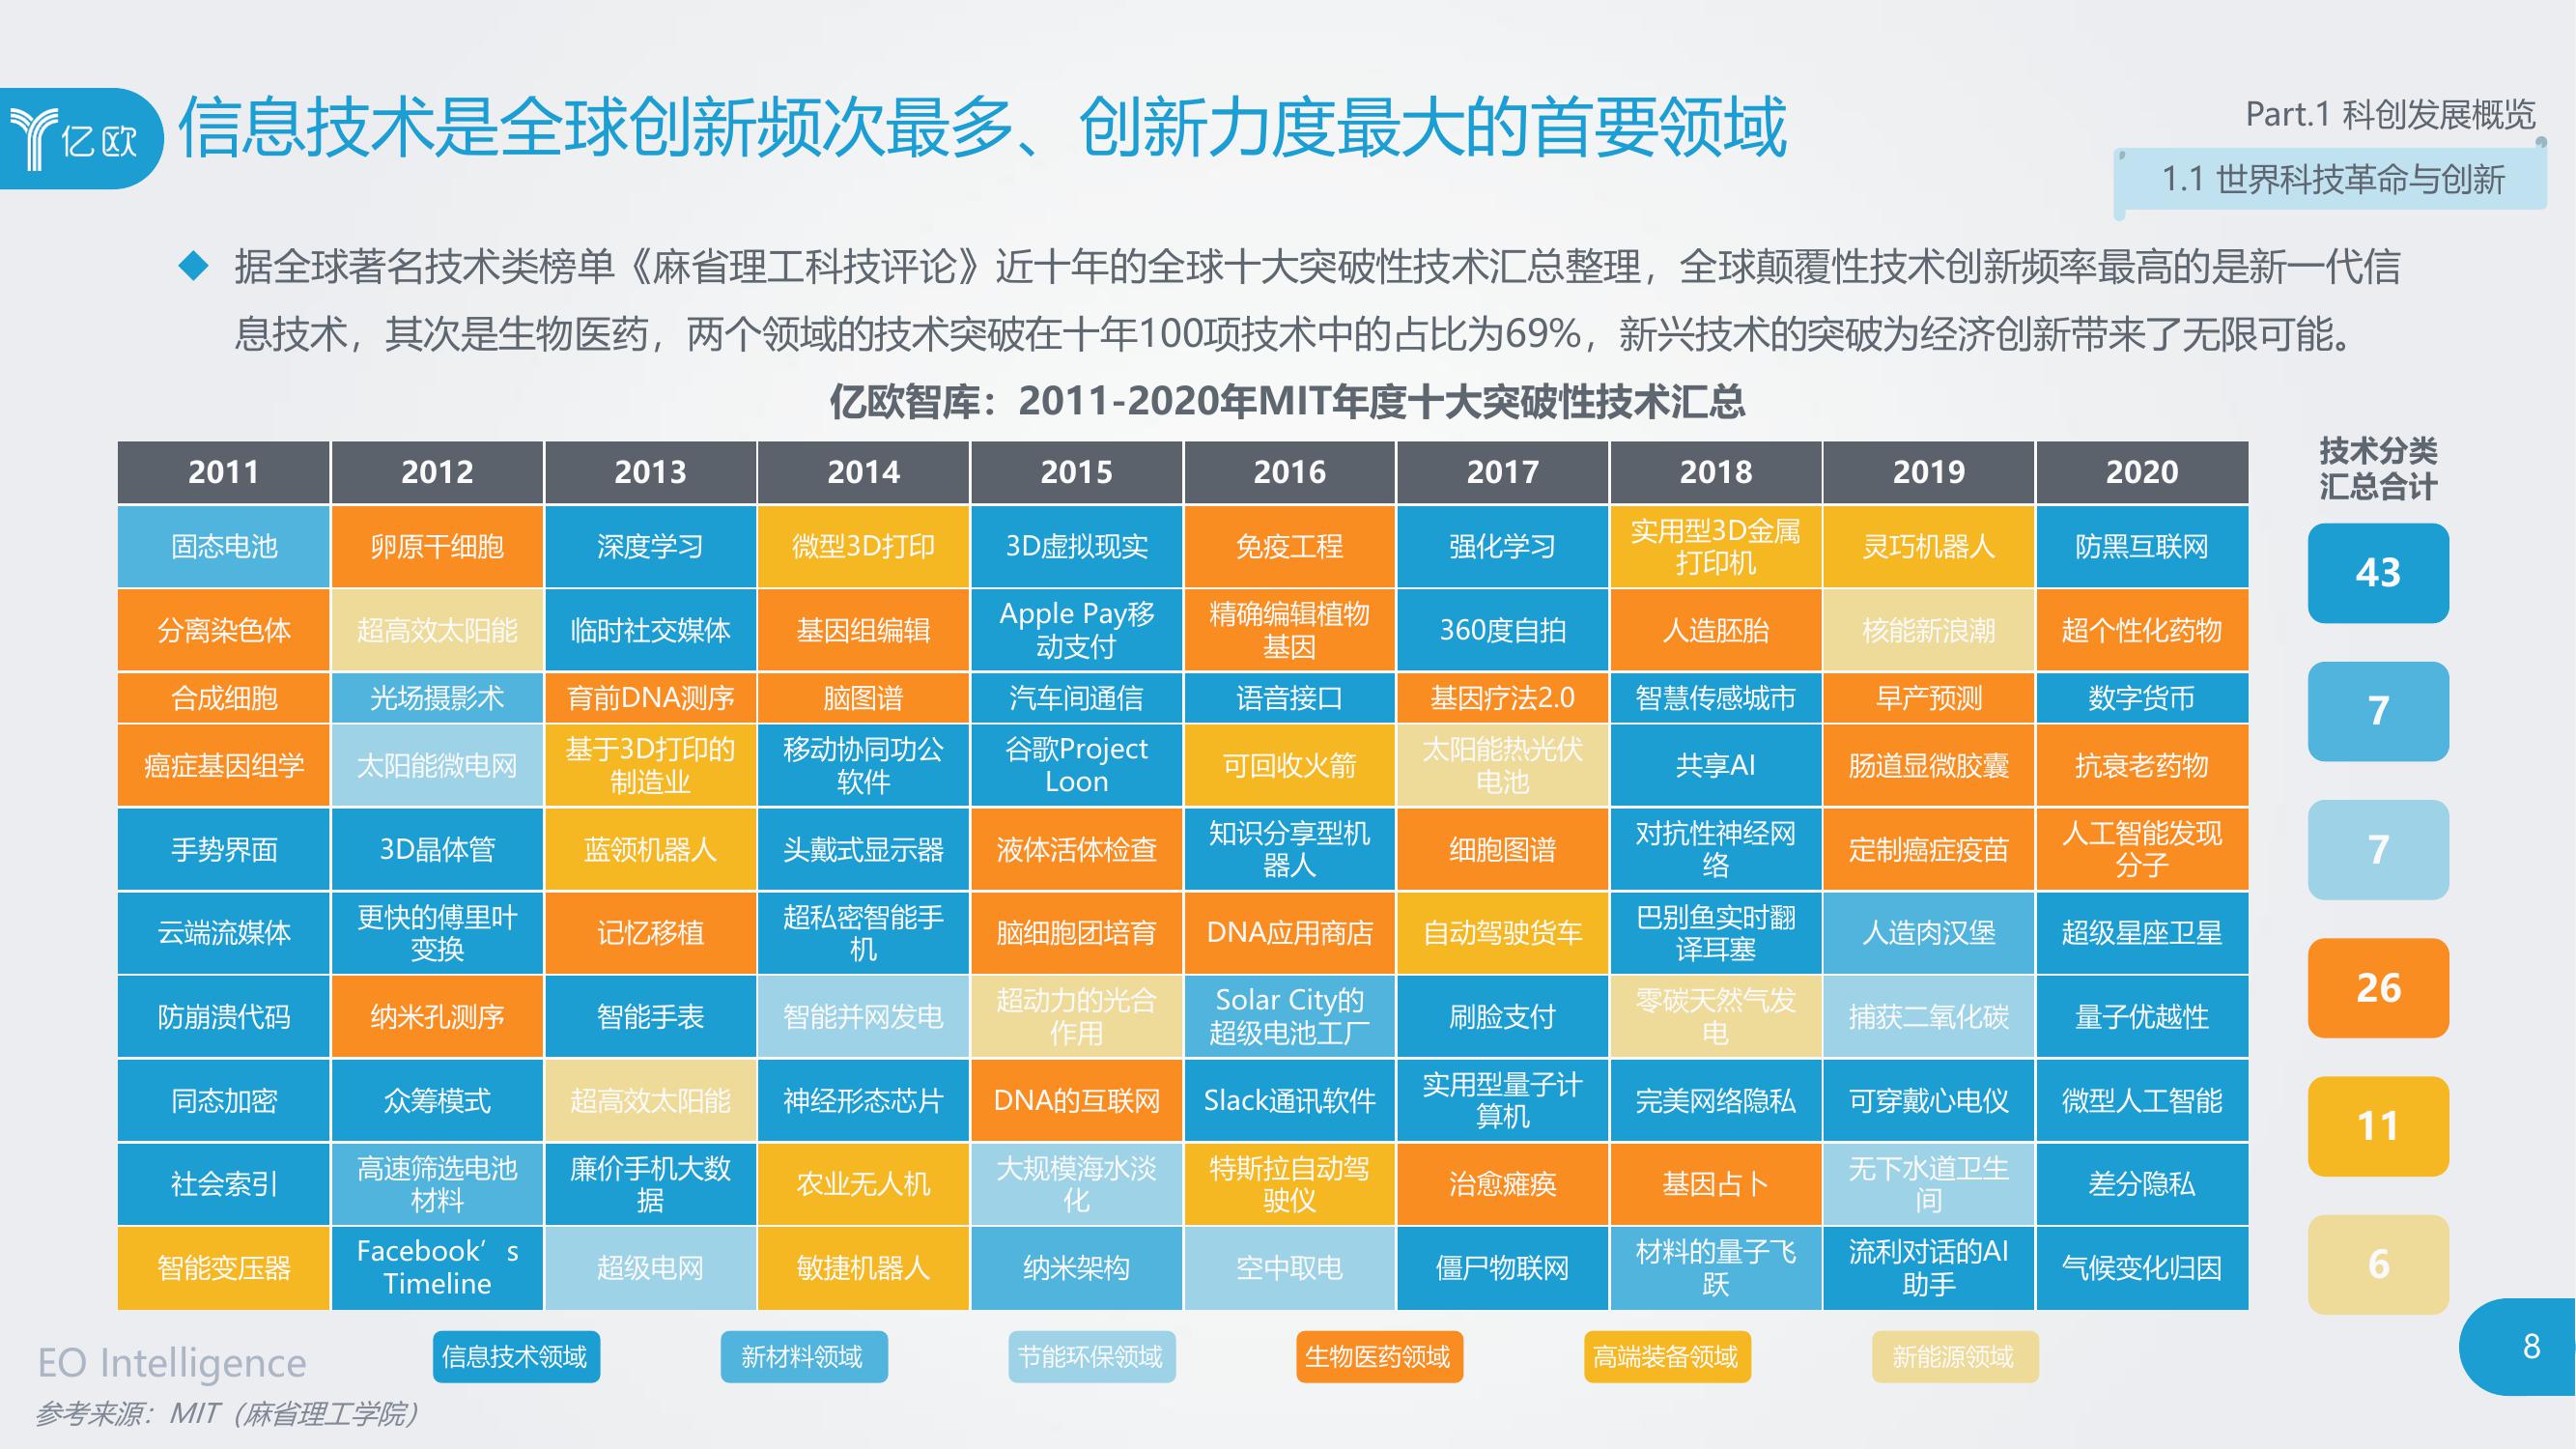 亿欧
信息技术是全球创新频次最多、创新力度最大的首要领域
Part.1 科创发展概览
1.1 世界科技革命与创新
据全球著名技术类榜单《麻省理工科技评论》近十年的全球十大突破性技术汇总整理，全球颠覆性技术创新频率最高的是新一代信
息技术，其次是生物医药，两个领域的技术突破在十年100项技术中的占比为69%，新兴技术的突破为经济创新带来了无限可能。
亿欧智库：2011-2020年MIT年度十大突破性技术汇总
2011 2012 2013 2014 2015 2016 2017 2018 2019 2020
技术分类
汇总合计
固态电池 卵原干细胞 深度学习 微型3D打印 3D虚拟现实 免疫工程 强化学习 实用型3D金属打印机 灵巧机器人 防黑互联网
43
分离染色体 超高效太阳能 临时社交媒体 基因组编辑 Apple Pay移动支付 精确编辑植物基因 360度自拍 人造胚胎 核能新浪潮 超个性化药物
合成细胞 光场摄影术 育前DNA测序 脑图谱 汽车间通信 语音接口 基因疗法2.0 智慧传感城市 早产预测 数字货币
7
癌症基因组学 太阳能微电网 基于3D打印的制造业 移动协同功公软件 谷歌Project Loon 可回收火箭 太阳能热光伏电池 共享AI 肠道显微胶囊 抗衰老药物
手势界面 3D晶体管 蓝领机器人 头戴式显示器 液体活体检查 知识分享型机器人 细胞图谱 对抗性神经网络 定制癌症疫苗 人工智能发现分子
7
云端流媒体 更快的傅里叶变换 记忆移植 超私密智能手机 脑细胞团培育 DNA应用商店 自动驾驶货车 巴别鱼实时翻译耳塞 人造肉汉堡 超级星座卫星
26
防崩溃代码 纳米孔测序 智能手表 智能并网发电 超动力的光合作用 Solar City的超级电池工厂 刷脸支付 零碳天然气发电 捕获二氧化碳 量子优越性
同态加密 众筹模式 超高效太阳能 神经形态芯片 DNA的互联网 Slack通讯软件 实用型量子计算机 完美网络隐私 可穿戴心电仪 微型人工智能
11
社会索引 高速筛选电池材料 廉价手机大数据 农业无人机 大规模海水淡化 特斯拉自动驾驶仪 治愈瘫痪 基因占卜 无下水道卫生间 差分隐私
智能变压器 Facebook’s Timeline 超级电网 敏捷机器人 纳米架构 空中取电 僵尸物联网 材料的量子飞跃 流利对话的AI助手 气候变化归因
6
信息技术领域 新材料领域 节能环保领域 生物医药领域 高端装备领域 新能源领域
8
EO Intelligence
参考来源：MIT（麻省理工学院）